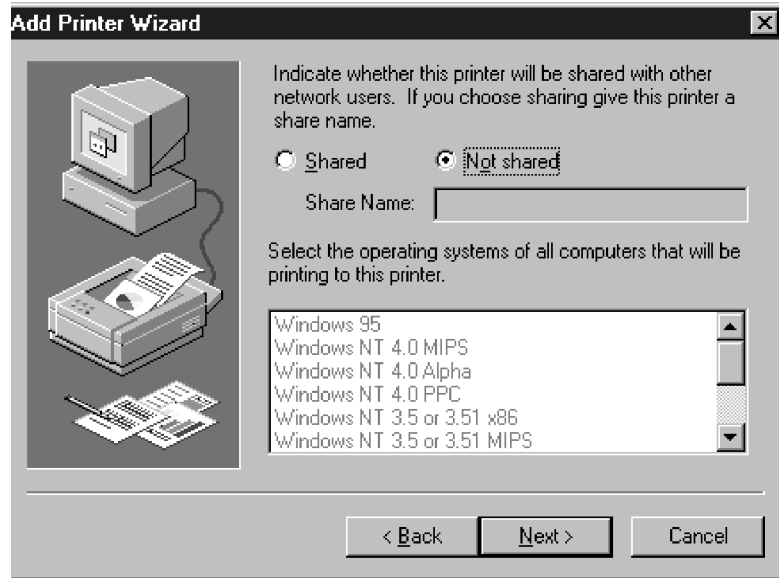 Add Printer Wizard
Indicate whether this printer will be shared with other
network users.  If you choose sharing give this printer a
share name.
Shared
Not shared
Share Name:
Select the operating systems of all computers that will be
printing to this printer.
Windows 95
Windows NT 4.0 MIPS
Windows NT 4.0 Alpha
Windows NT 4.0 PPC
Windows NT 3.5 or 3.51 x86
Windows NT 3.5 or 3.51 MIPS
< Back
Next >
Cancel